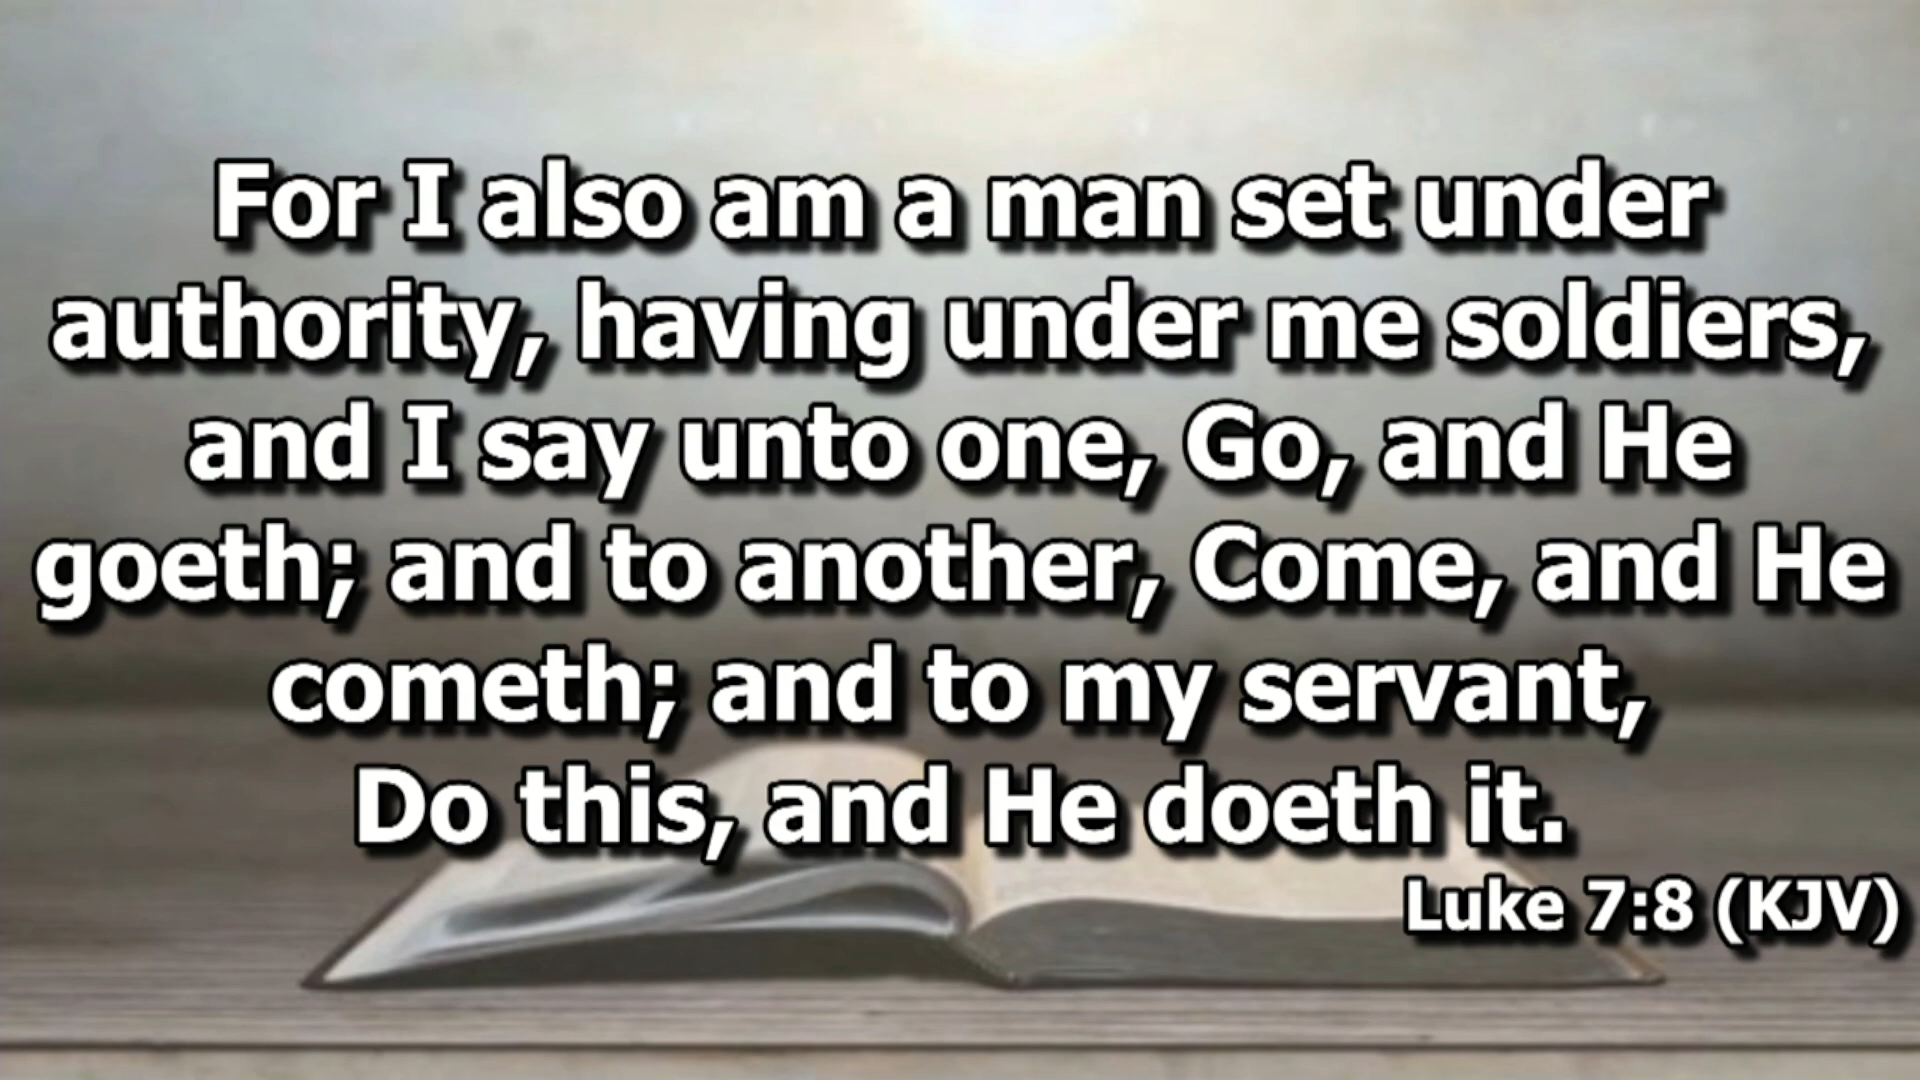 For I also am a man set under
authority, having under me soldiers,
and I say unto one, Go, and He
goeth; and to another, Come, and He
cometh; and to my servant,
Do this, and He doeth it.
Luke 7:8 (KJV)